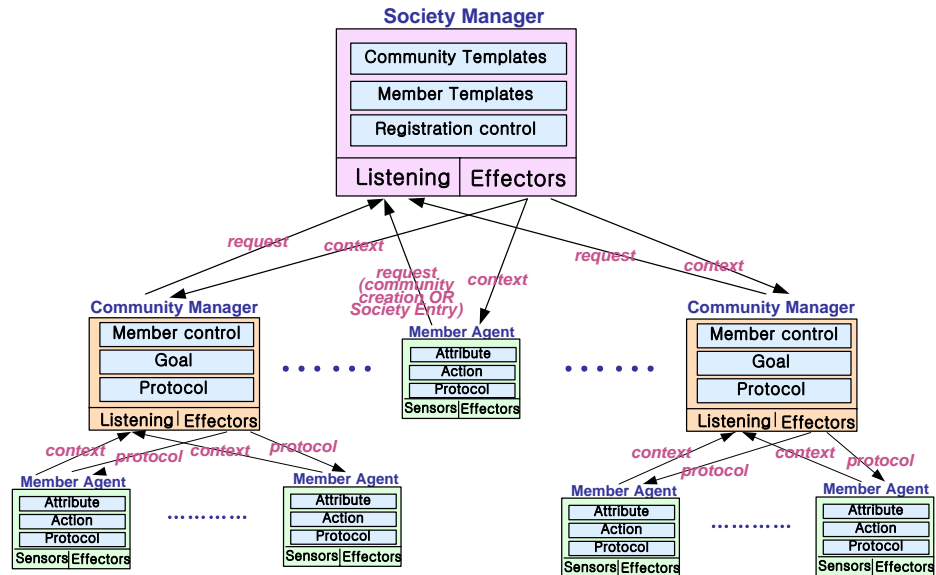 Society Manager
Community Templates
Member Templates
Registration control
Listening
Effectors
request
context
request
(community
creation OR
Society Entry)
context
request
context
Community Manager
Member control
Goal
Protocol
Listening
Effectors
Member Agent
Attribute
Action
Protocol
Sensors
Effectors
Community Manager
Member control
Goal
Protocol
Listening
Effectors
context
protocol
context
protocol
context
protocol
context
protocol
Member Agent
Attribute
Action
Protocol
Sensors
Effectors
Member Agent
Attribute
Action
Protocol
Sensors
Effectors
Member Agent
Attribute
Action
Protocol
Sensors
Effectors
Member Agent
Attribute
Action
Protocol
Sensors
Effectors